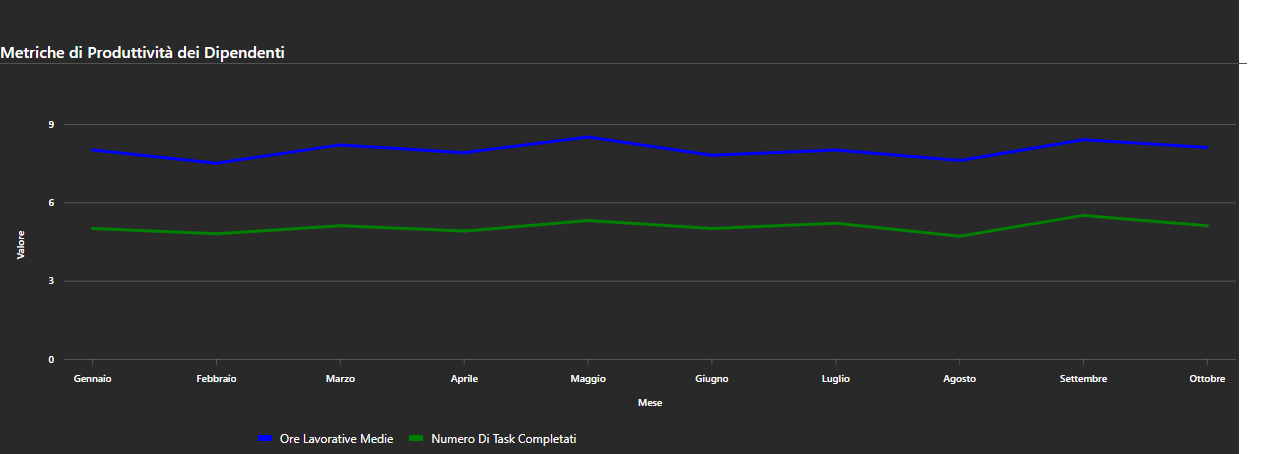 Metriche di Produttività dei Dipendenti
9
6
3
0
Valore
Gennaio Febbraio Marzo Aprile Maggio Giugno Luglio Agosto Settembre Ottobre
Mese
Ore Lavorative Medie Numero Di Task Completati